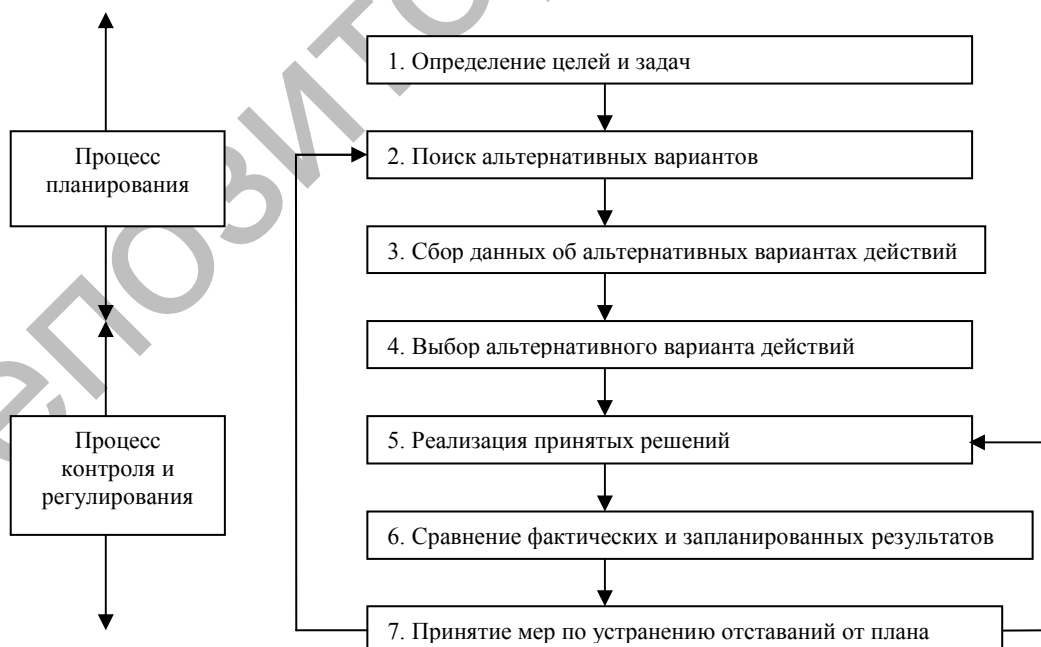 1. Определение целей и задач
Процесс
планирования
2. Поиск альтернативных вариантов
3. Сбор данных об альтернативных вариантах действий
4. Выбор альтернативного варианта действий
Процесс
контроля и
регулирования
5. Реализация принятых решений
6. Сравнение фактических и запланированных результатов
7. Принятие мер по устранению отставаний от плана